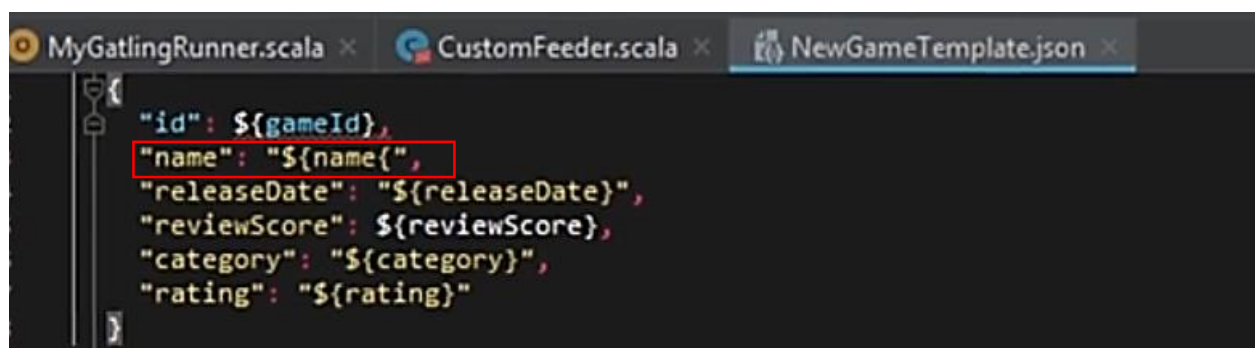 MyGatlingRunner.scala × CustomFeeder.scala × NewGameTemplate.json ×
{
"id": ${gameId},
"name": "${name{",
"releaseDate": "${releaseDate}",
"reviewScore": ${reviewScore},
"category": "${category}",
"rating": "${rating}"
}